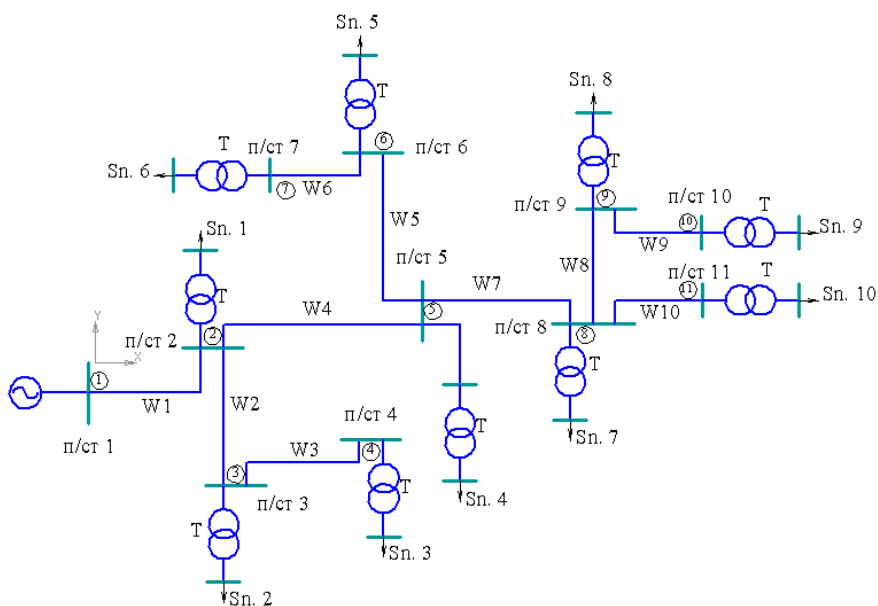 Sn. 5
T
Sn. 8
T
п/ст 7
6
п/ст 6
T
Sn. 6
7
W6
9
п/ст 10
T
п/ст 9
10
Sn. 9
W9
W5
Sn. 1
п/ст 5
W7
W8
п/ст 11
T
11
Sn. 10
W10
T
W4
5
п/ст 8
8
Y
X
п/ст 2
2
T
1
W1
W2
п/ст 1
п/ст 4
Sn. 7
W3
4
T
3
п/ст 3
T
Sn. 4
T
Sn. 3
Sn. 2